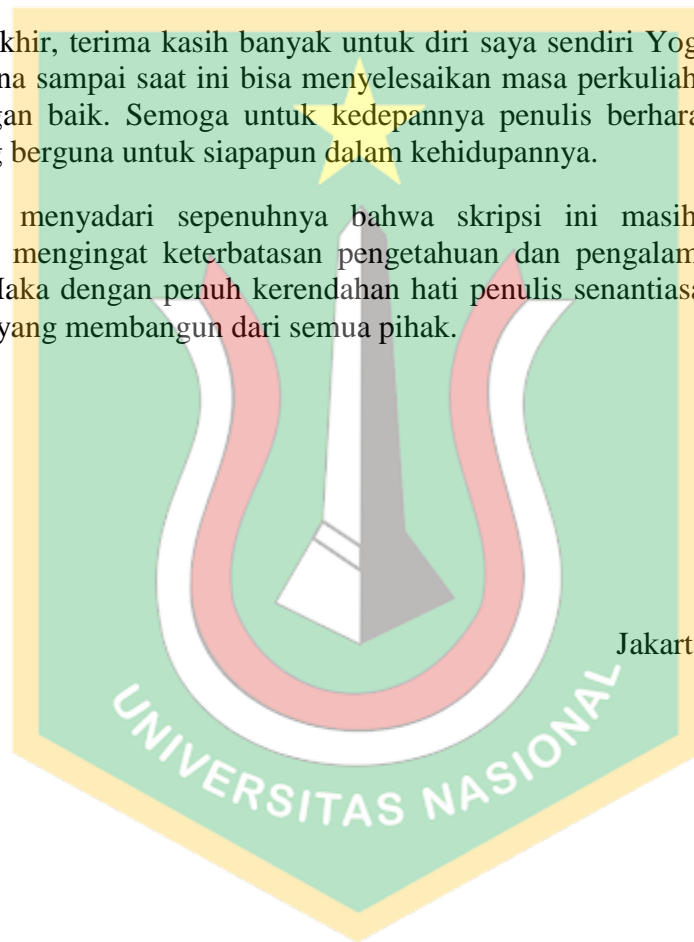 khir, terima kasih banyak untuk diri saya sendiri Yog
na sampai saat ini bisa menyelesaikan masa perkuliah
gan baik. Semoga untuk kedepannya penulis berhara
g berguna untuk siapapun dalam kehidupannya.
menyadari sepenuhnya bahwa skripsi ini masih
mengingat keterbatasan pengetahuan dan pengalam
Maka dengan penuh kerendahan hati penulis senantiasa
yang membangun dari semua pihak.
Jakart
UNIVERSITAS NASIONAL